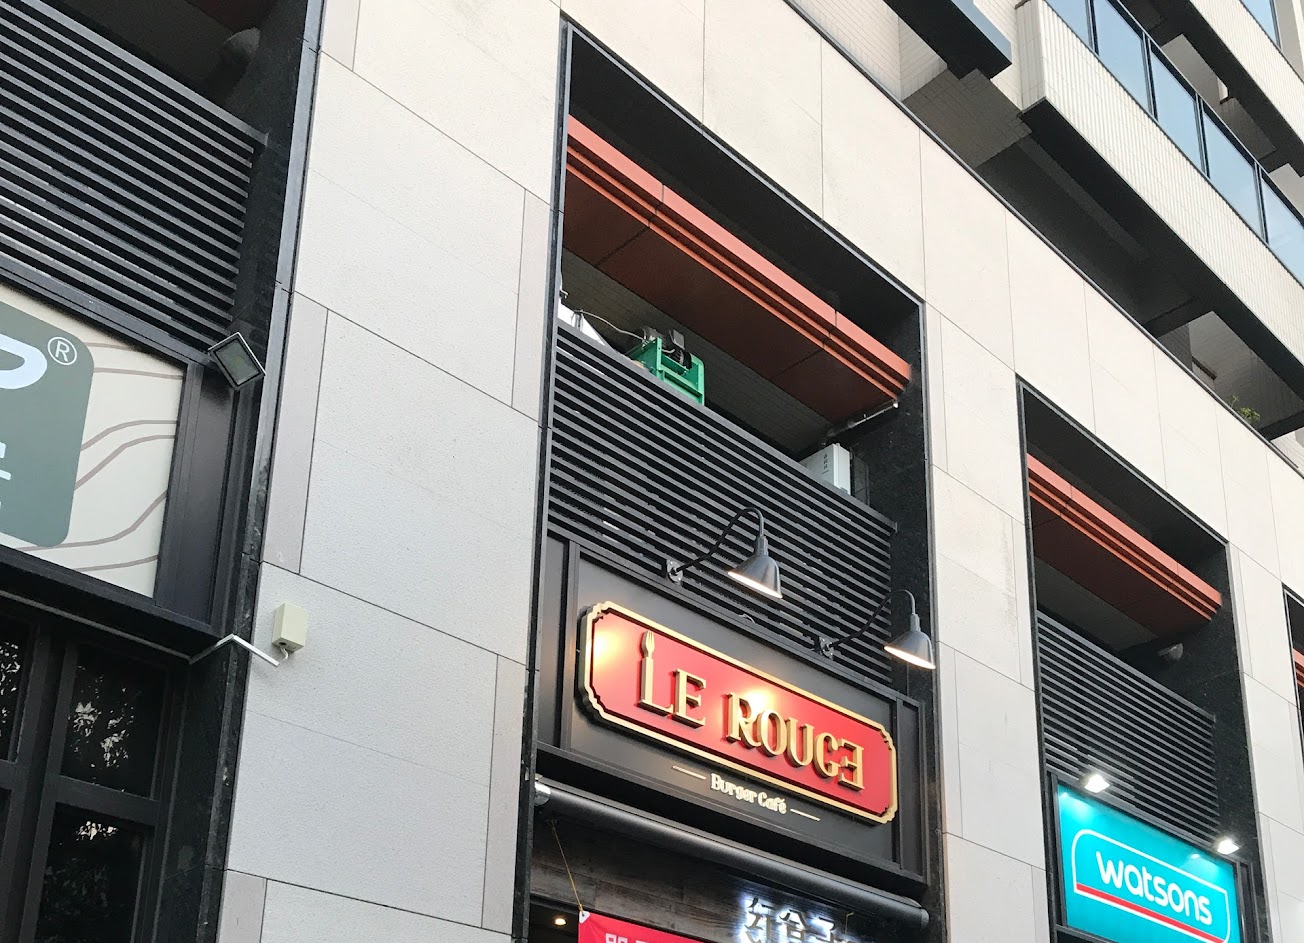 ®
LE ROUGE
Burger Café
watsons